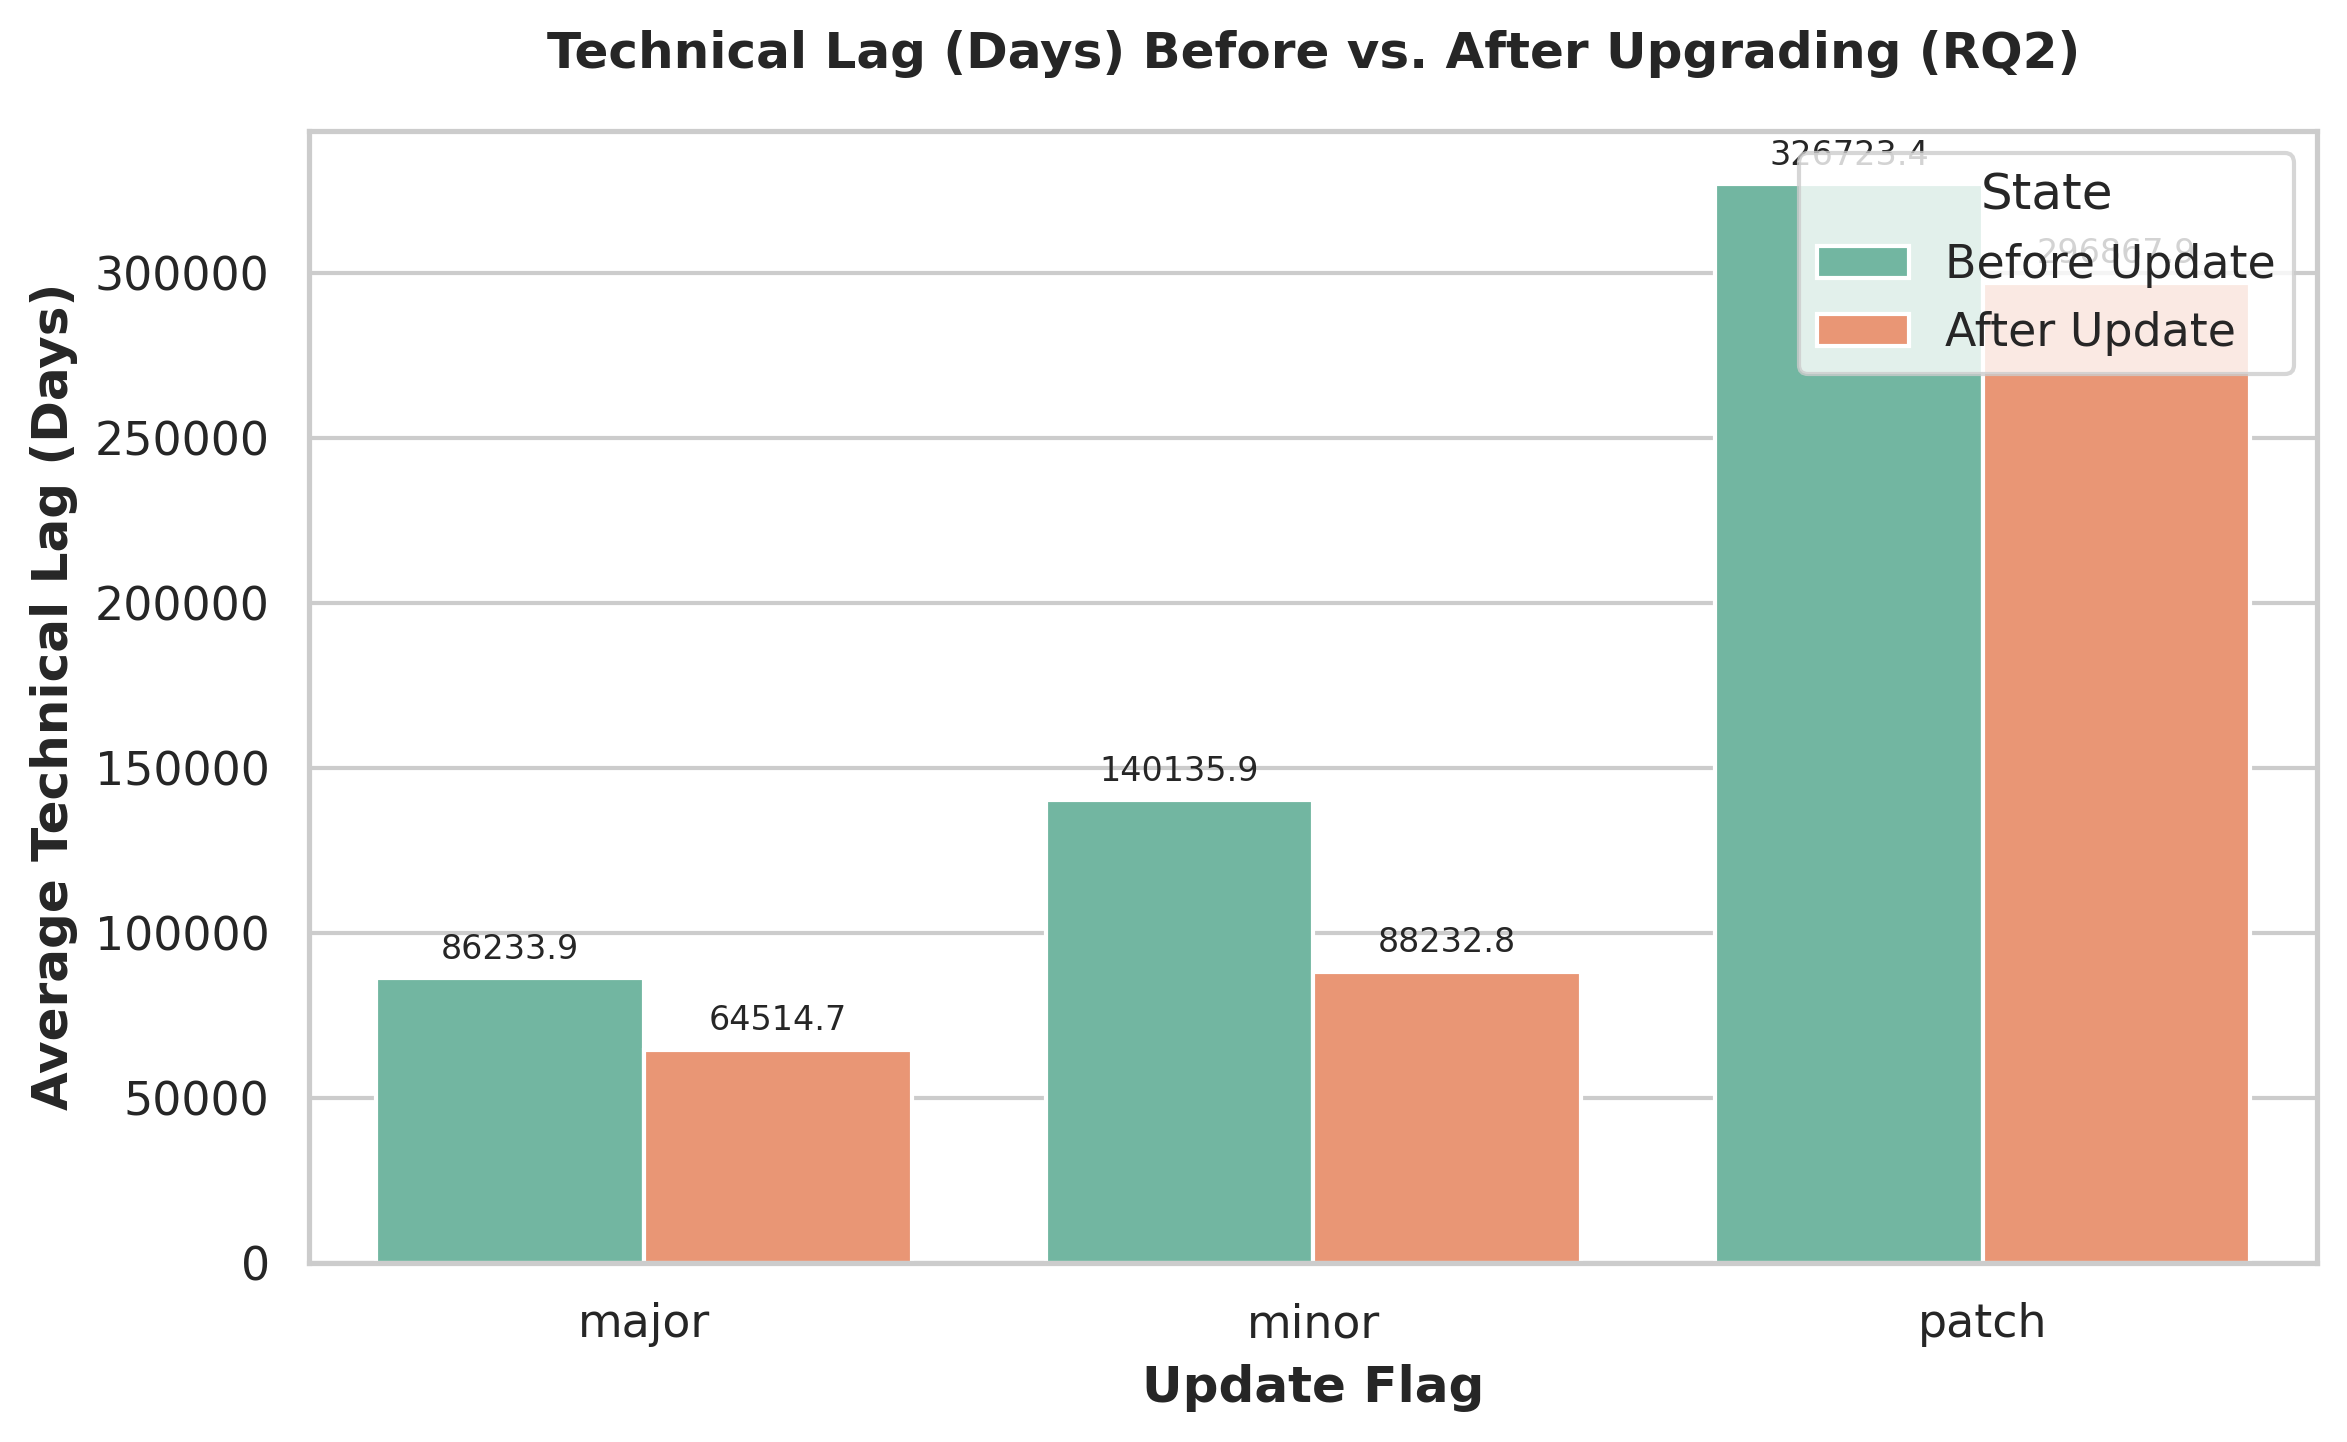 Technical Lag (Days) Before vs. After Upgrading (RQ2)
Average Technical Lag (Days)
300000
250000
200000
150000
100000
50000
0
326723.4
296867.9
140135.9
88232.8
86233.9
64514.7
State
Before Update
After Update
major
minor
patch
Update Flag